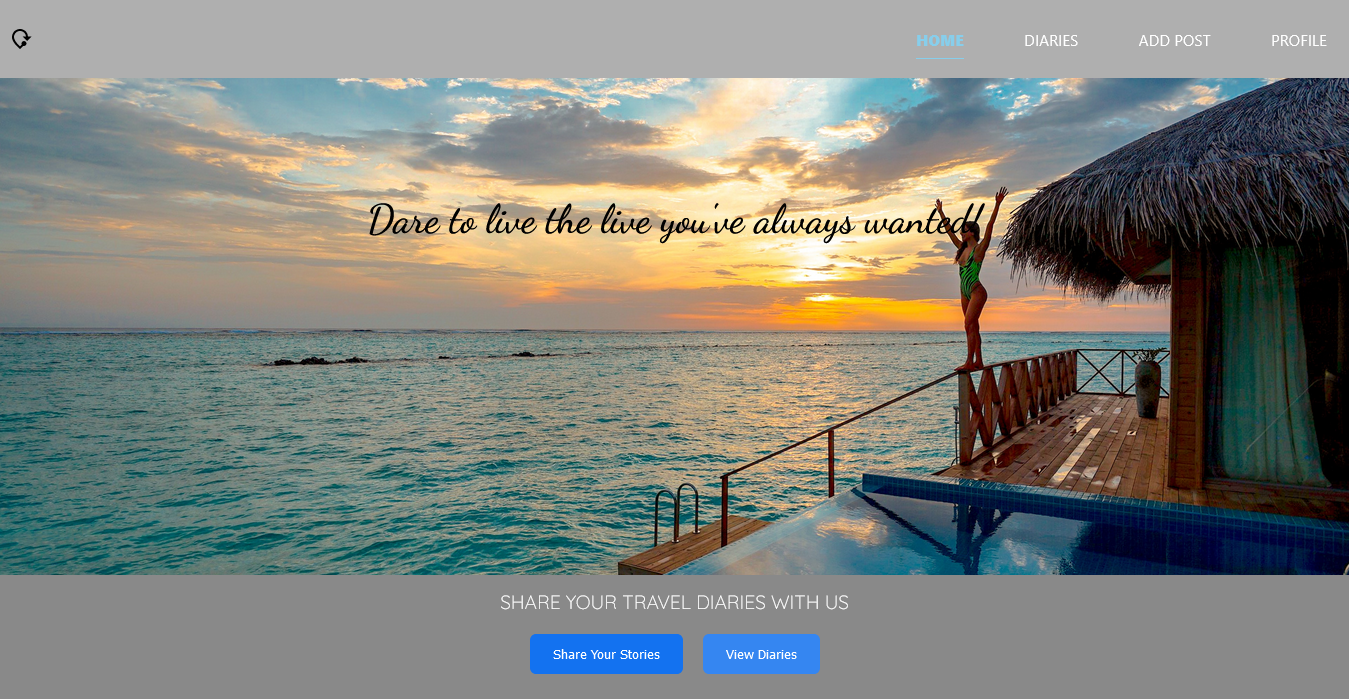 HOME
DIARIES
ADD POST
PROFILE
Dare to live the live you've always wanted!
SHARE YOUR TRAVEL DIARIES WITH US
Share Your Stories
View Diaries